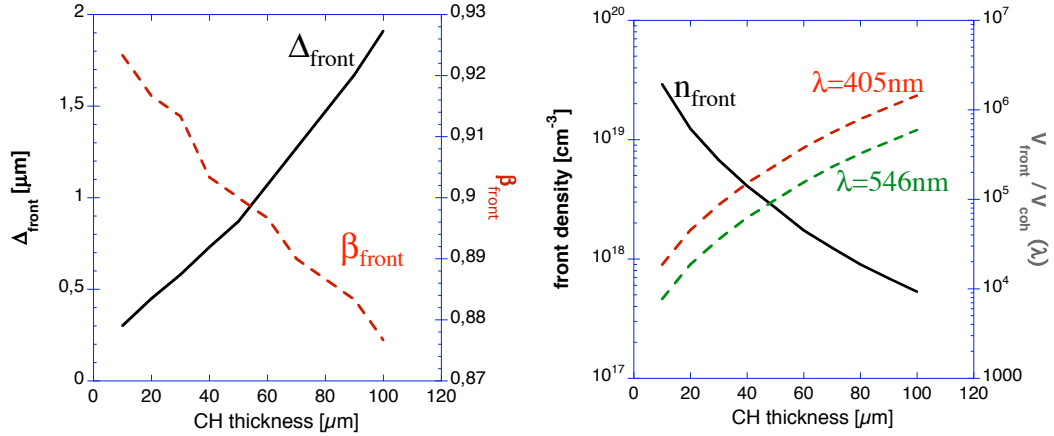 2
1,5
1
0,5
0
Δfront [µm]
Δfront
βfront
0,93
0,92
0,91
0,90
0,89
0,88
0,87
βfront
0 20 40 60 80 100 120
CH thickness [µm]
10^20
10^19
10^18
10^17
front density [cm^-3]
nfront
λ=405nm
λ=546nm
10^7
10^6
10^5
10^4
1000
Vfront / Vcoh (λ)
0 20 40 60 80 100 120
CH thickness [µm]